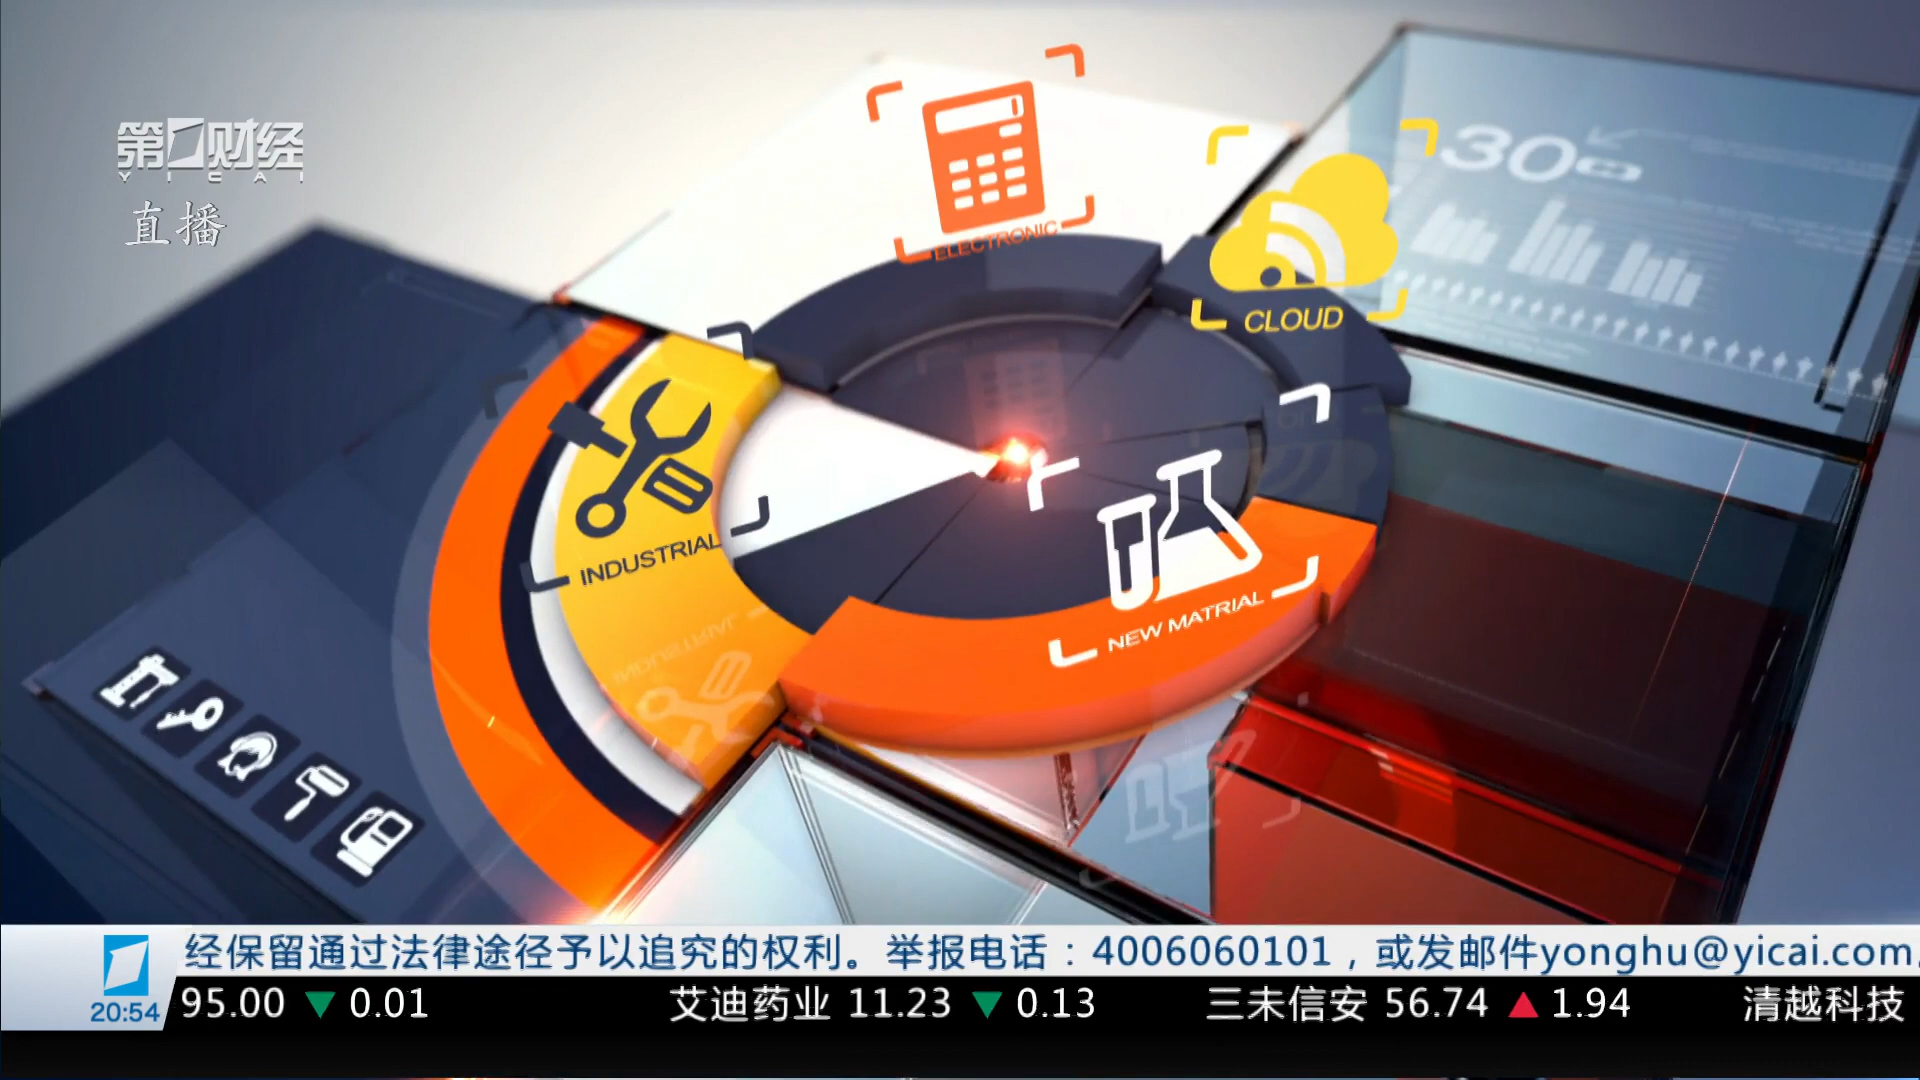 第一财经
YICAI
直播
ELECTRONIC
CLOUD
30
INDUSTRIAL
NEW MATRIAL
经保留通过法律途径予以追究的权利。举报电话：4006060101，或发邮件yonghu@yicai.com
20:54
95.00 ▼ 0.01 艾迪药业 11.23 ▼ 0.13 三未信安 56.74 ▲ 1.94 清越科技